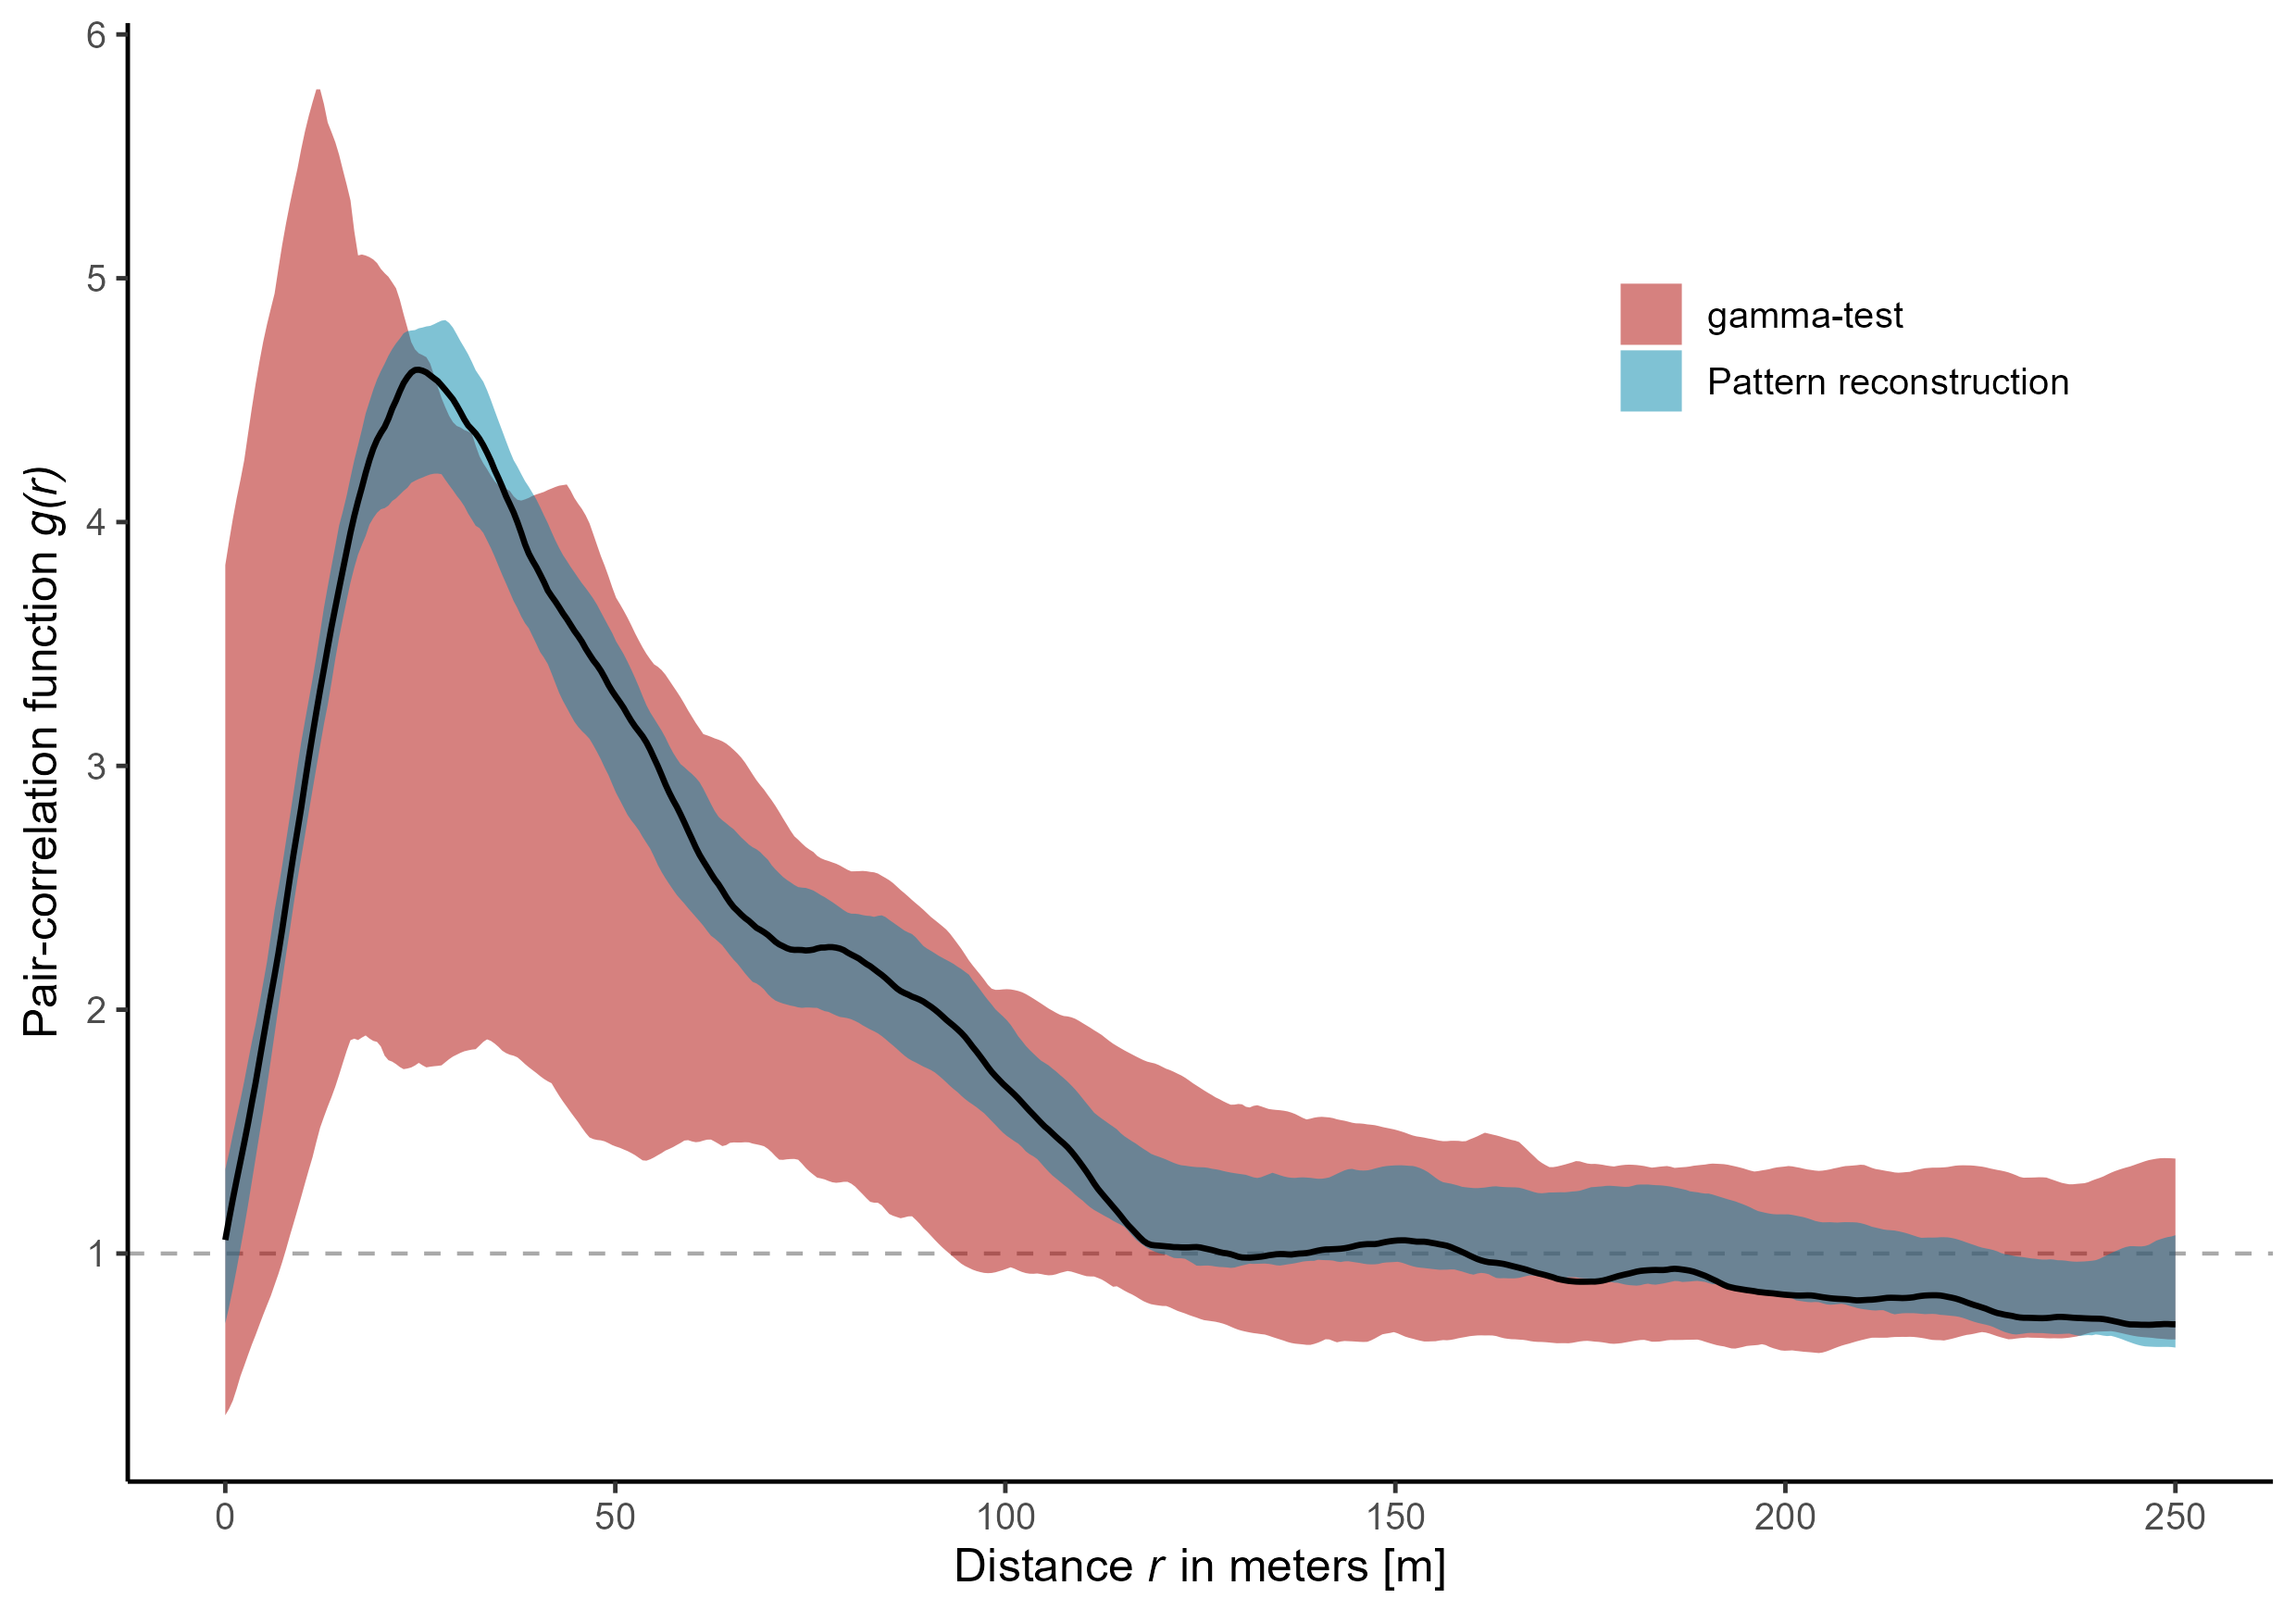 6
5
4
3
2
1
Pair-correlation function g(r)
gamma-test
Pattern reconstruction
0 50 100 150 200 250
Distance r in meters [m]